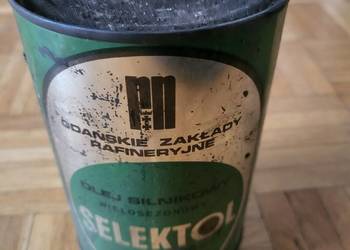 GDAŃSKIE ZAKŁADY
RAFINERYJNE
OLEJ SILNIKOWY
WIELOSEZONOWY
SELEKTOL